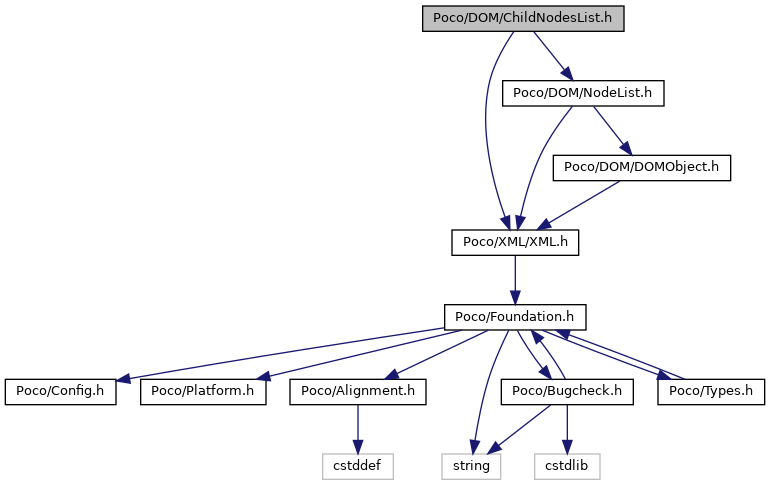 Poco/DOM/ChildNodesList.h
Poco/DOM/NodeList.h
Poco/DOM/DOMObject.h
Poco/XML/XML.h
Poco/Foundation.h
Poco/Config.h
Poco/Platform.h
Poco/Alignment.h
Poco/Bugcheck.h
Poco/Types.h
cstddef
string
cstdlib